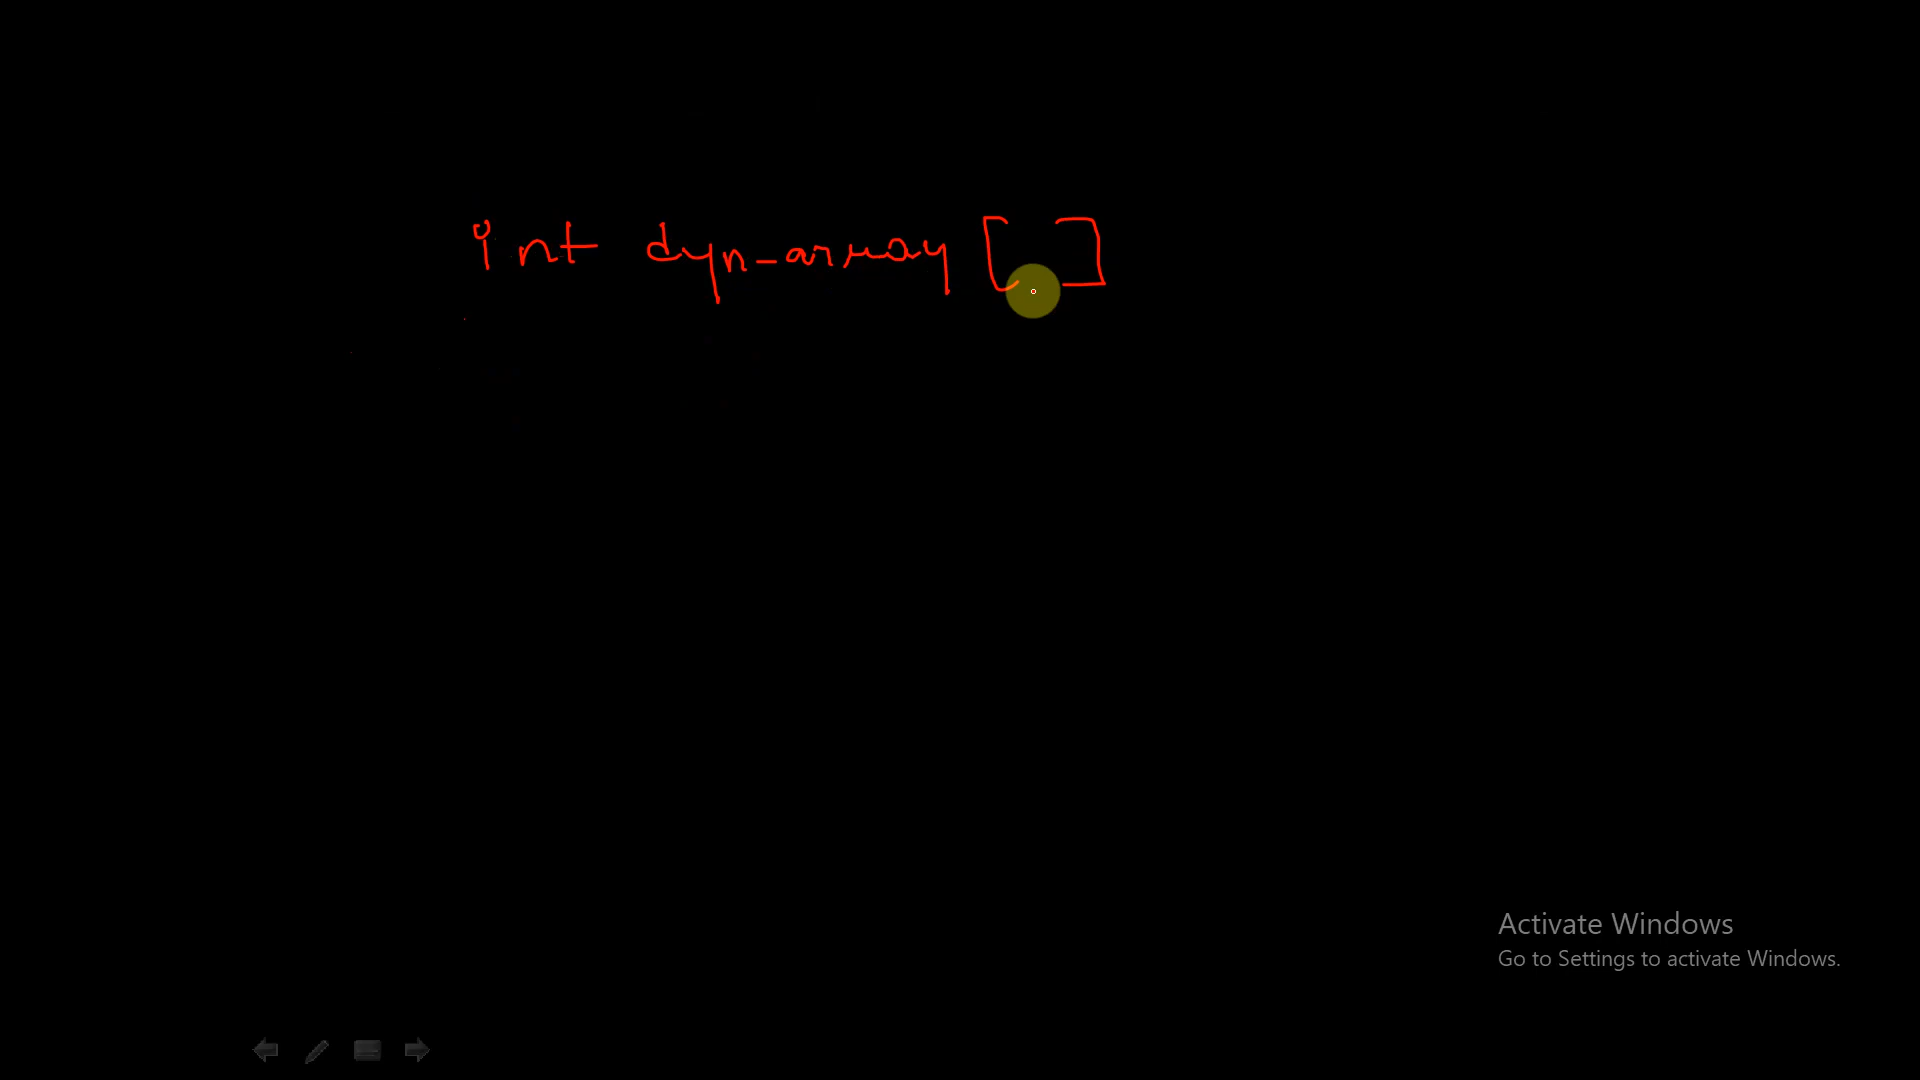 int dyn_array [ ]
Activate Windows
Go to Settings to activate Windows.